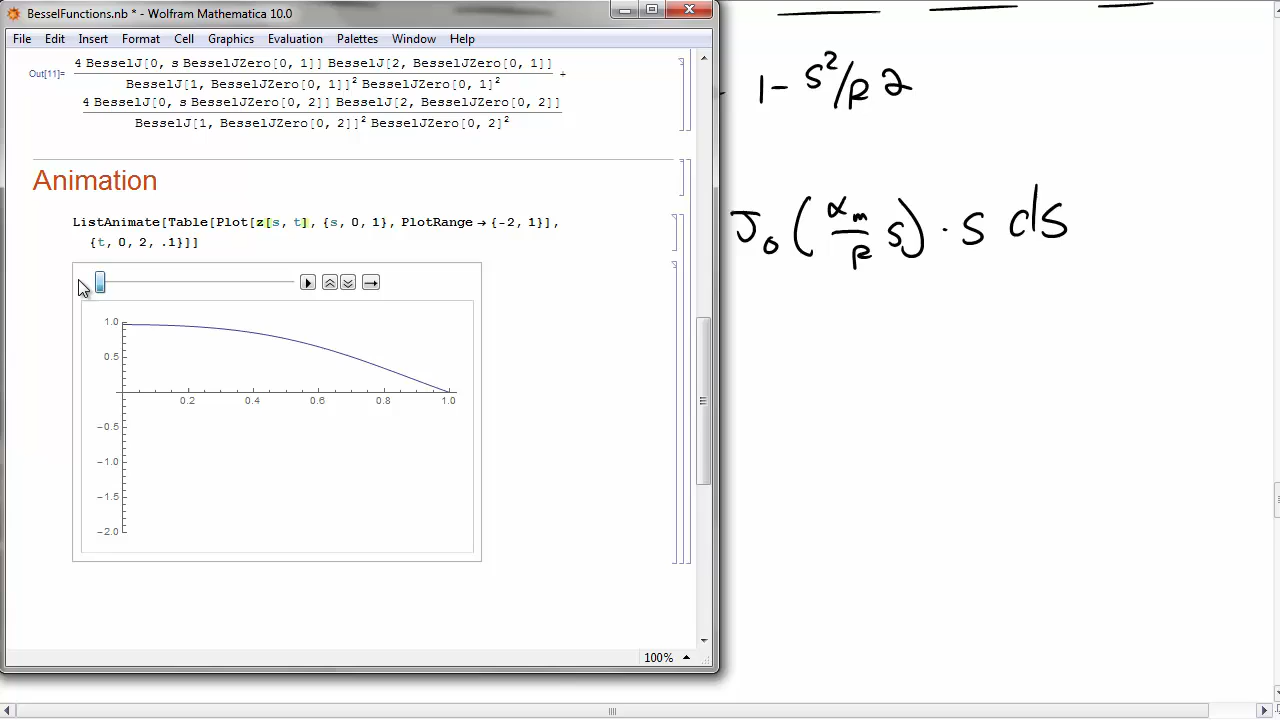 BesselFunctions.nb * - Wolfram Mathematica 10.0
File Edit Insert Format Cell Graphics Evaluation Palettes Window Help
Out[11]=
4 BesselJ[0, s BesselJZero[0, 1]] BesselJ[2, BesselJZero[0, 1]]
BesselJ[1, BesselJZero[0, 1]]² BesselJZero[0, 1]²
+
4 BesselJ[0, s BesselJZero[0, 2]] BesselJ[2, BesselJZero[0, 2]]
BesselJ[1, BesselJZero[0, 2]]² BesselJZero[0, 2]²
Animation
ListAnimate[Table[Plot[z[s, t], {s, 0, 1}, PlotRange → {-2, 1}],
{t, 0, 2, .1}]]
1.0
0.5
0.2 0.4 0.6 0.8 1.0
-0.5
-1.0
-1.5
-2.0
100%
1 - s²/R 2
J₀ ( αₘ/R s ) · s ds